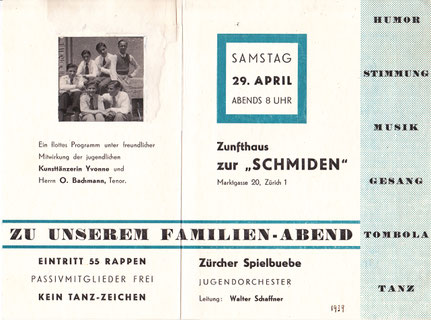 Ein flottes Programm unter freundlicher
Mitwirkung der jugendlichen
Kunsttänzerin Yvonne und
Herrn O. Bachmann, Tenor.
SAMSTAG
29. APRIL
ABENDS 8 UHR
Zunfthaus
zur „SCHMIDEN“
Marktgasse 20, Zürich 1
ZU UNSEREM FAMILIEN-ABEND
EINTRITT 55 RAPPEN
PASSIVMITGLIEDER FREI
KEIN TANZ-ZEICHEN
Zürcher Spielbuebe
JUGENDORCHESTER
Leitung: Walter Schaffner
1939
HUMOR
STIMMUNG
MUSIK
GESANG
TOMBOLA
TANZ